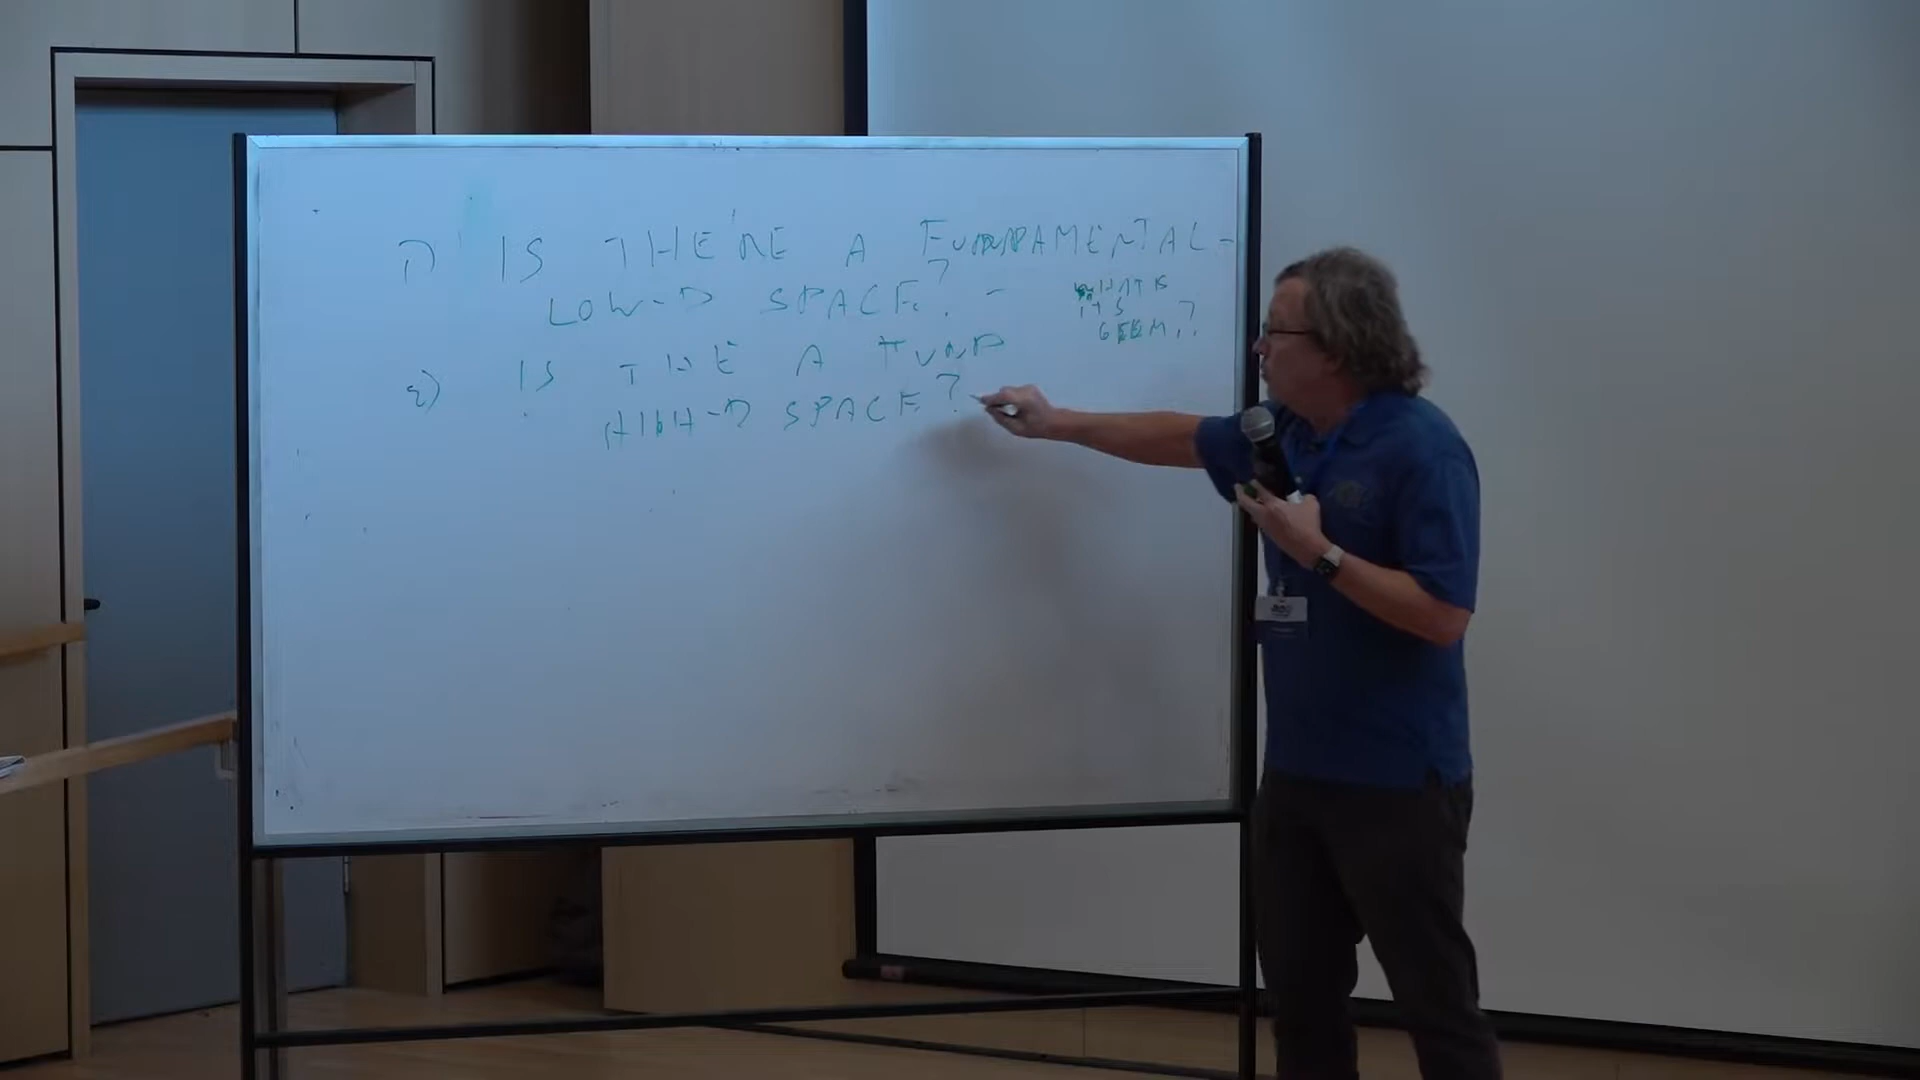 1) IS THERE A FUNDAMENTAL-
LOW-D SPACE? -
WHAT IS
ITS
GEOM.?
2) IS THE A FUND
HIGH-D SPACE?